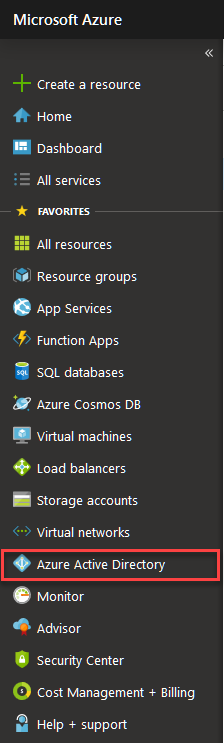 Microsoft Azure
«
Create a resource
Home
Dashboard
All services
FAVORITES
All resources
Resource groups
App Services
Function Apps
SQL databases
Azure Cosmos DB
Virtual machines
Load balancers
Storage accounts
Virtual networks
Azure Active Directory
Monitor
Advisor
Security Center
Cost Management + Billing
Help + support